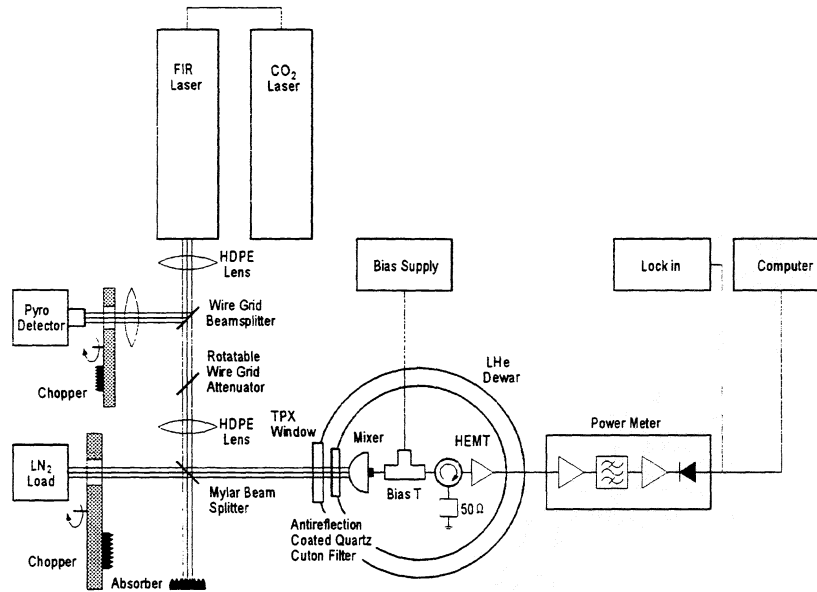 FIR
Laser
CO2
Laser
HDPE
Lens
Pyro
Detector
Wire Grid
Beamsplitter
Chopper
Rotatable
Wire Grid
Attenuator
HDPE
Lens
Bias Supply
Lock in
Computer
LHe
Dewar
TPX
Window
Mixer
HEMT
Power Meter
LN2
Load
Mylar Beam
Splitter
Bias T
50 Ω
Antireflection
Coated Quartz
Cuton Filter
Chopper
Absorber